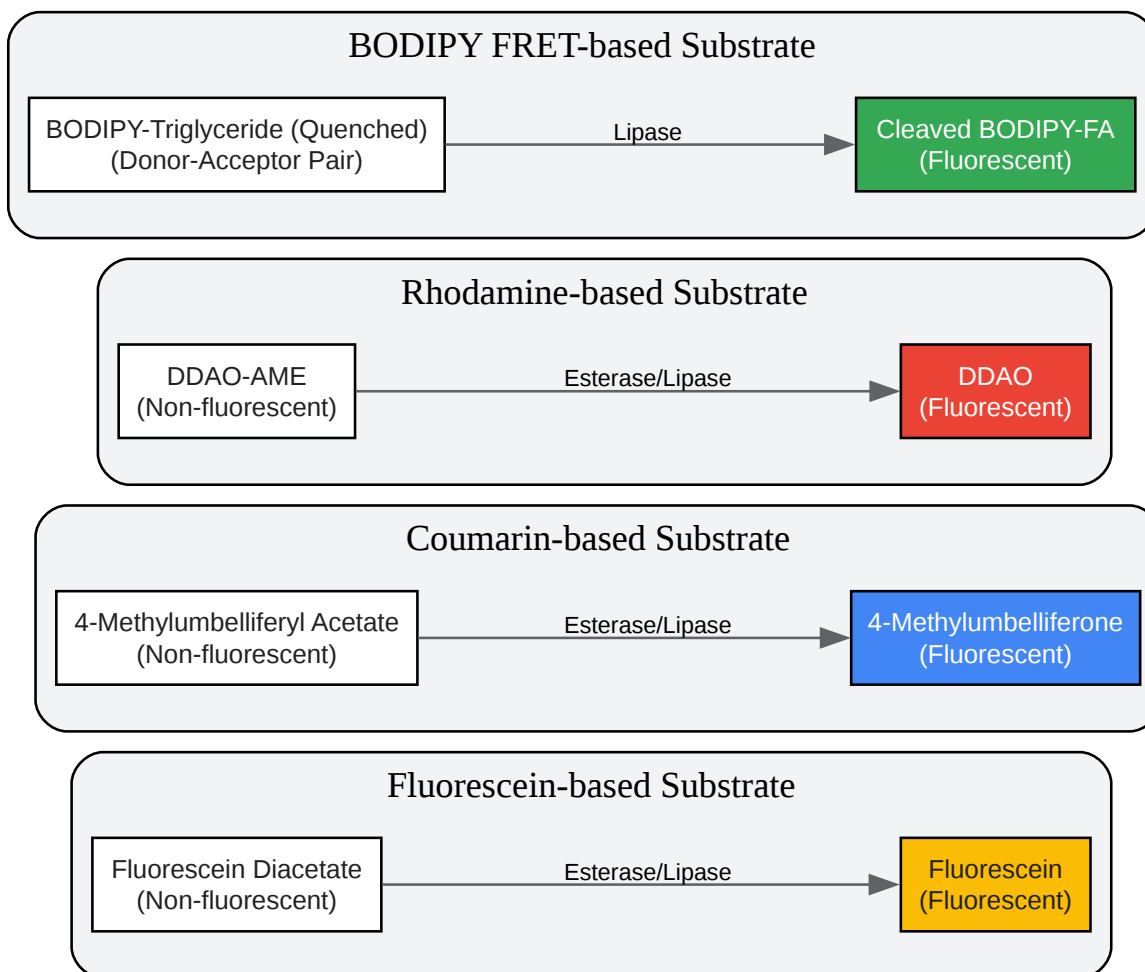 BODIPY FRET-based Substrate
BODIPY-Triglyceride (Quenched)
(Donor-Acceptor Pair)
Lipase
Cleaved BODIPY-FA
(Fluorescent)
Rhodamine-based Substrate
DDAO-AME
(Non-fluorescent)
Esterase/Lipase
DDAO
(Fluorescent)
Coumarin-based Substrate
4-Methylumbelliferyl Acetate
(Non-fluorescent)
Esterase/Lipase
4-Methylumbelliferone
(Fluorescent)
Fluorescein-based Substrate
Fluorescein Diacetate
(Non-fluorescent)
Esterase/Lipase
Fluorescein
(Fluorescent)